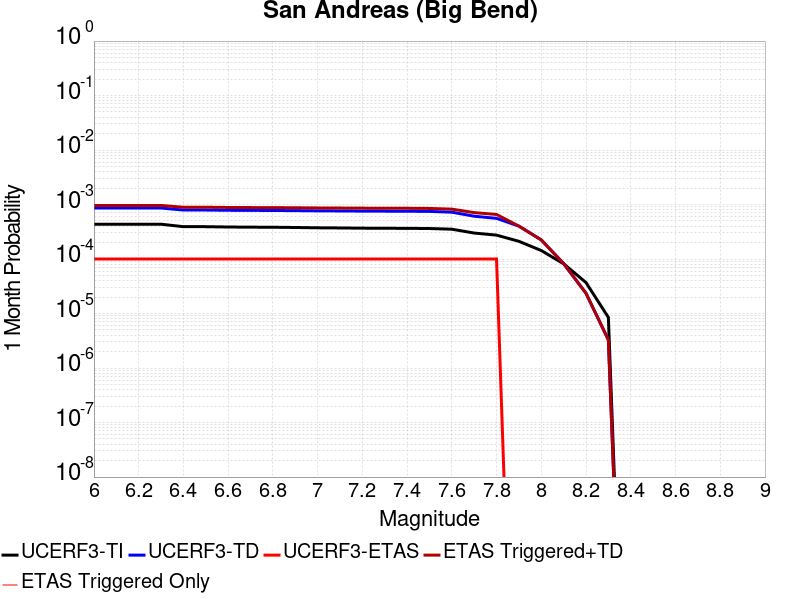 San Andreas (Big Bend)
10 0
10 -1
10 -2
10 -3
10 -4
10 -5
10 -6
10 -7
10 -8
1 Month Probability
6 6.2 6.4 6.6 6.8 7 7.2 7.4 7.6 7.8 8 8.2 8.4 8.6 8.8 9
Magnitude
UCERF3-TI UCERF3-TD UCERF3-ETAS ETAS Triggered+TD
ETAS Triggered Only